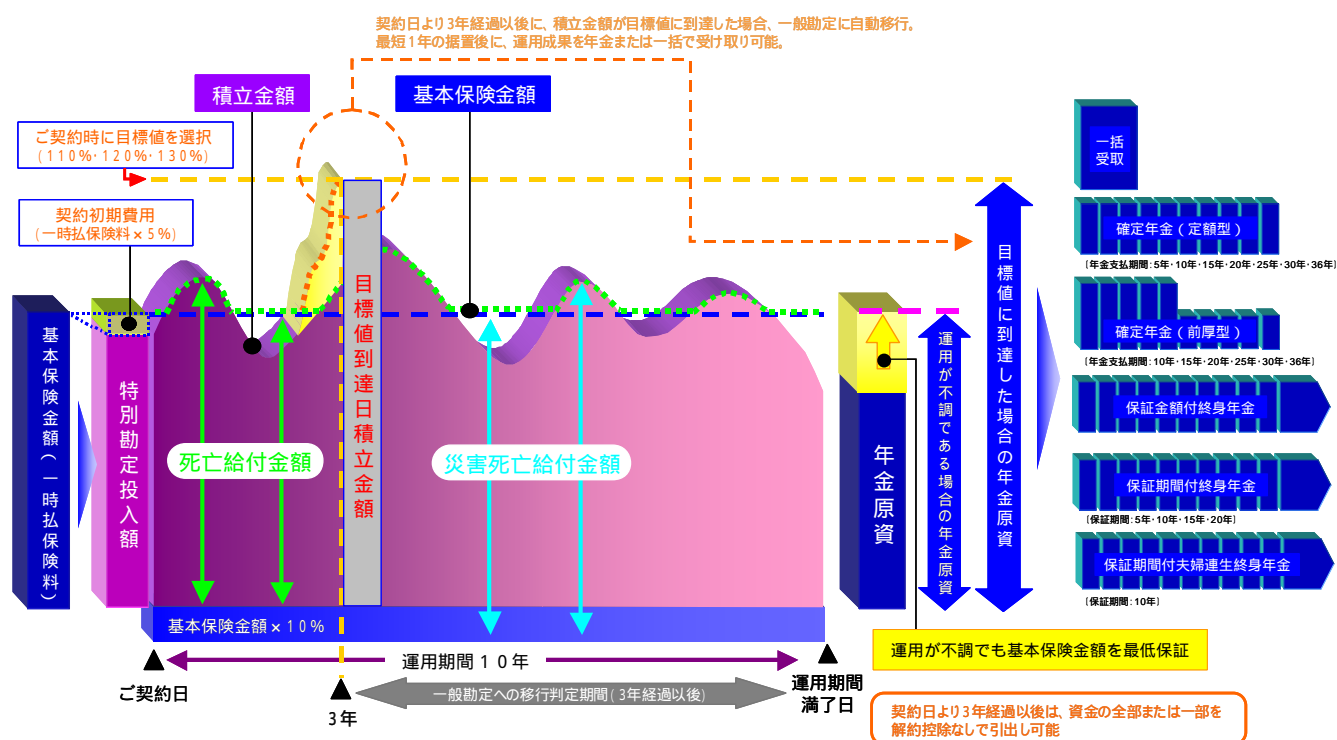 契約日より3年経過以後に、積立金額が目標値に到達した場合、一般勘定に自動移行。
最短1年の据置後に、運用成果を年金または一括で受け取り可能。
積立金額
基本保険金額
ご契約時に目標値を選択
(110%・120%・130%)
契約初期費用
(一時払保険料×5%)
基本保険金額(一時払保険料)
特別勘定投入額
死亡給付金額
目標値到達日積立金額
災害死亡給付金額
基本保険金額×10%
年金原資
運用が不調である場合の年金原資
目標値に到達した場合の年金原資
一括
受取
確定年金(定額型)
(年金支払期間:5年・10年・15年・20年・25年・30年・36年)
確定年金(前厚型)
(年金支払期間:10年・15年・20年・25年・30年・36年)
保証金額付終身年金
保証期間付終身年金
(保証期間:5年・10年・15年・20年)
保証期間付夫婦連生終身年金
(保証期間:10年)
運用が不調でも基本保険金額を最低保証
運用期間10年
ご契約日
3年
一般勘定への移行判定期間(3年経過以後)
運用期間
満了日
契約日より3年経過以後は、資金の全部または一部を
解約控除なしで引出し可能